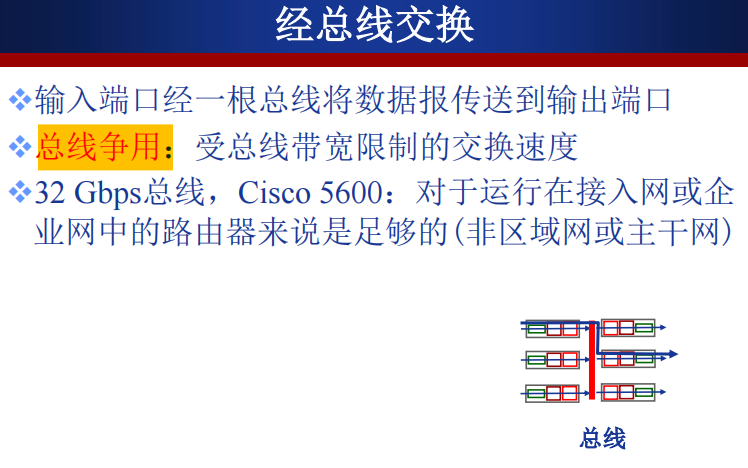 经总线交换
输入端口经一根总线将数据报传送到输出端口
总线争用：受总线带宽限制的交换速度
32 Gbps总线，Cisco 5600：对于运行在接入网或企
业网中的路由器来说是足够的(非区域网或主干网)
总线